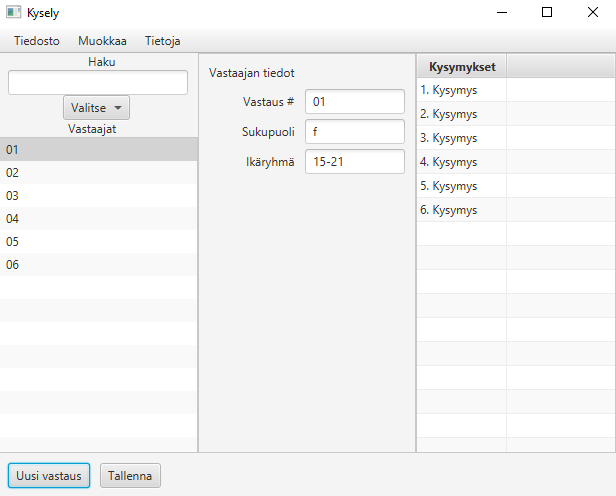 Kysely
Tiedosto Muokkaa Tietoja
Haku
Valitse
Vastaajat
01
02
03
04
05
06
Vastaajan tiedot
Vastaus # 01
Sukupuoli f
Ikäryhmä 15-21
Kysymykset
1. Kysymys
2. Kysymys
3. Kysymys
4. Kysymys
5. Kysymys
6. Kysymys
Uusi vastaus Tallenna